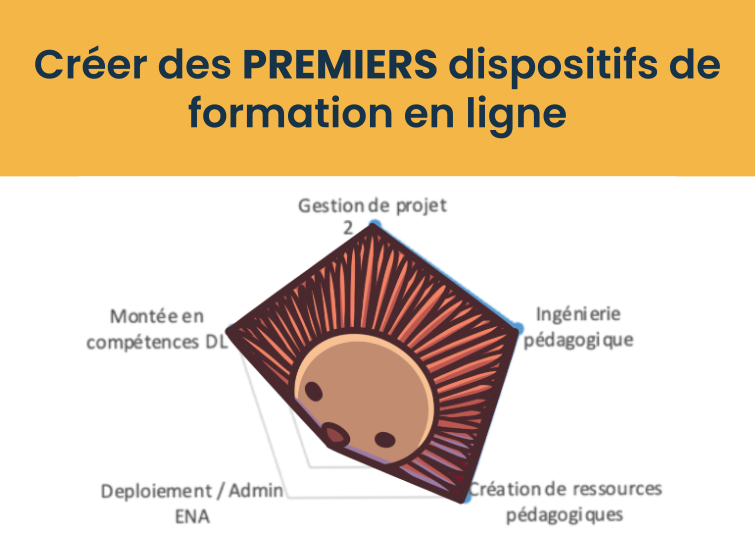 Créer des PREMIERS dispositifs de
formation en ligne
Gestion de projet
2
Montée en
compétences DL
Ingénierie
pédagogique
Deploiement / Admin
ENA
Création de ressources
pédagogiques